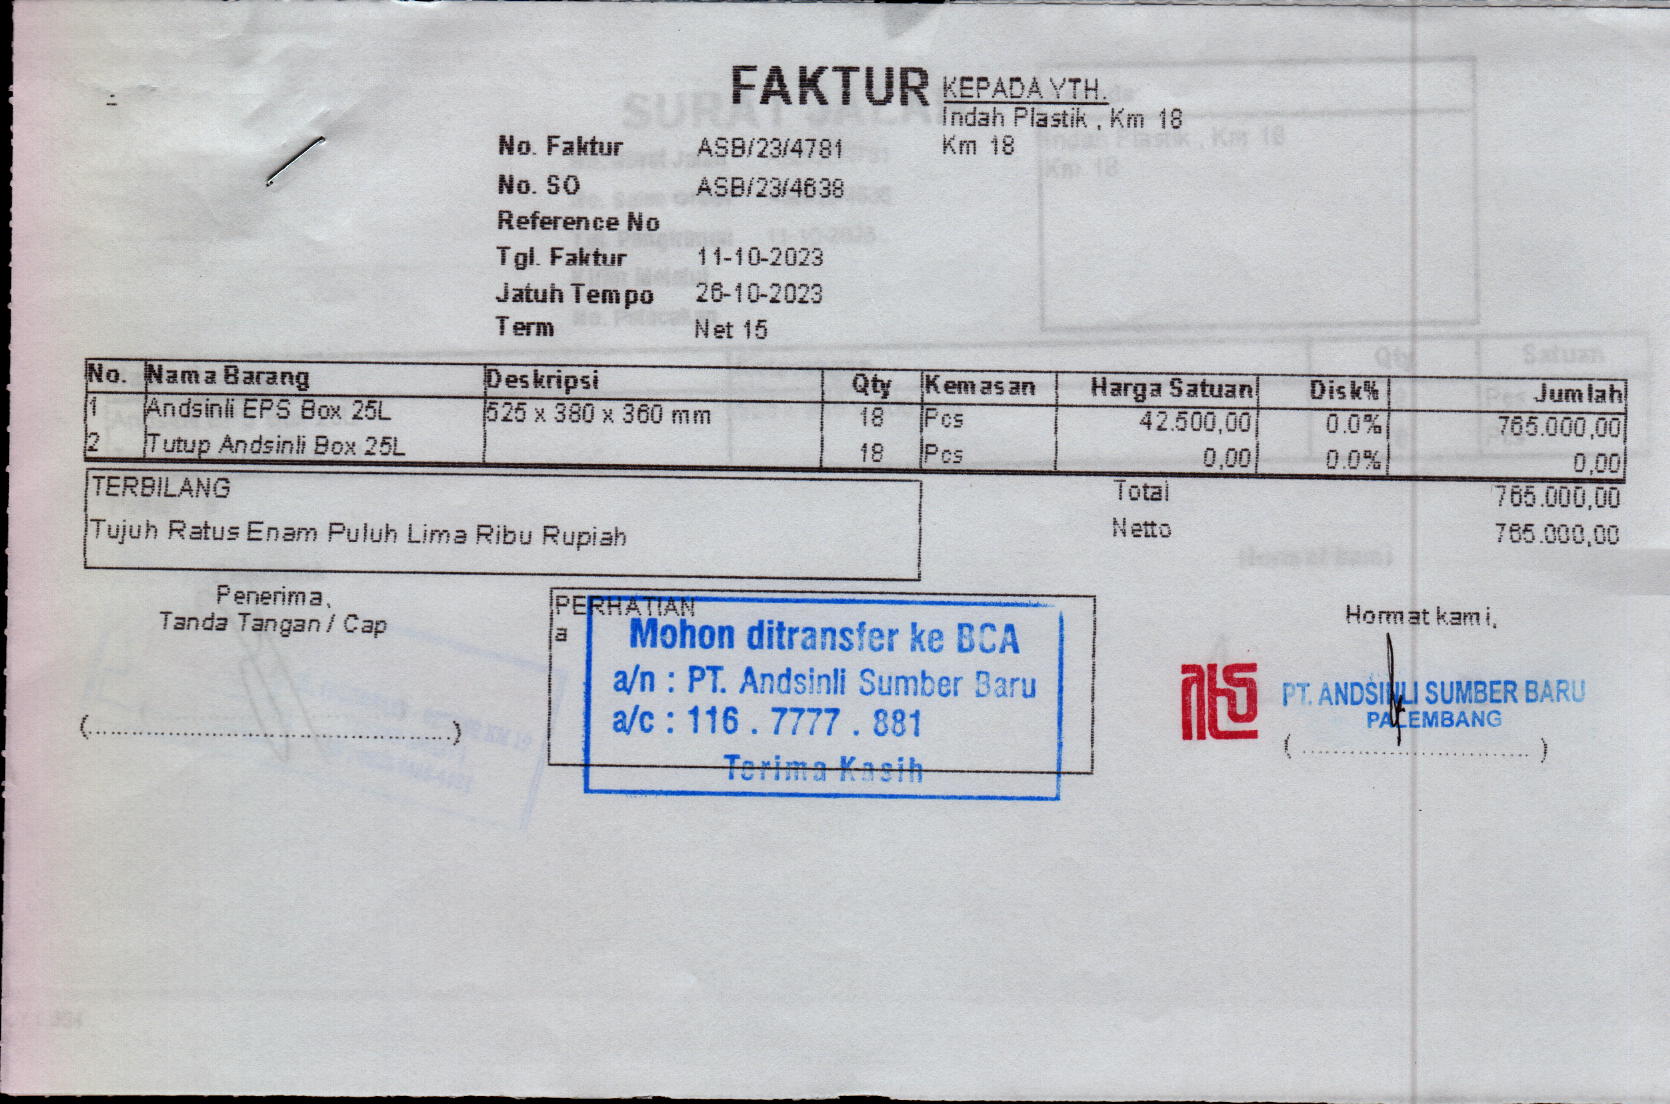 FAKTUR
KEPADA YTH.
Indah Plastik , Km 18
Km 18
No. Faktur ASB/23/4781
No. SO ASB/23/4638
Reference No
Tgl. Faktur 11-10-2023
Jatuh Tempo 26-10-2023
Term Net 15
No. Nama Barang Deskripsi Qty Kemasan Harga Satuan Disk% Jumlah
1 Andsinli EPS Box 25L 525 x 380 x 360 mm 18 Pcs 42.500,00 0.0% 765.000,00
2 Tutup Andsinli Box 25L 18 Pcs 0,00 0.0% 0,00
TERBILANG
Tujuh Ratus Enam Puluh Lima Ribu Rupiah
Total 765.000,00
Netto 765.000,00
Penerima,
Tanda Tangan / Cap
(..........................................)
PERHATIAN
a
Mohon ditransfer ke BCA
a/n : PT. Andsinli Sumber Baru
a/c : 116 . 7777 . 881
Terima Kasih
Hormat kami,
PT. ANDSINLI SUMBER BARU
PALEMBANG
( .............................. )